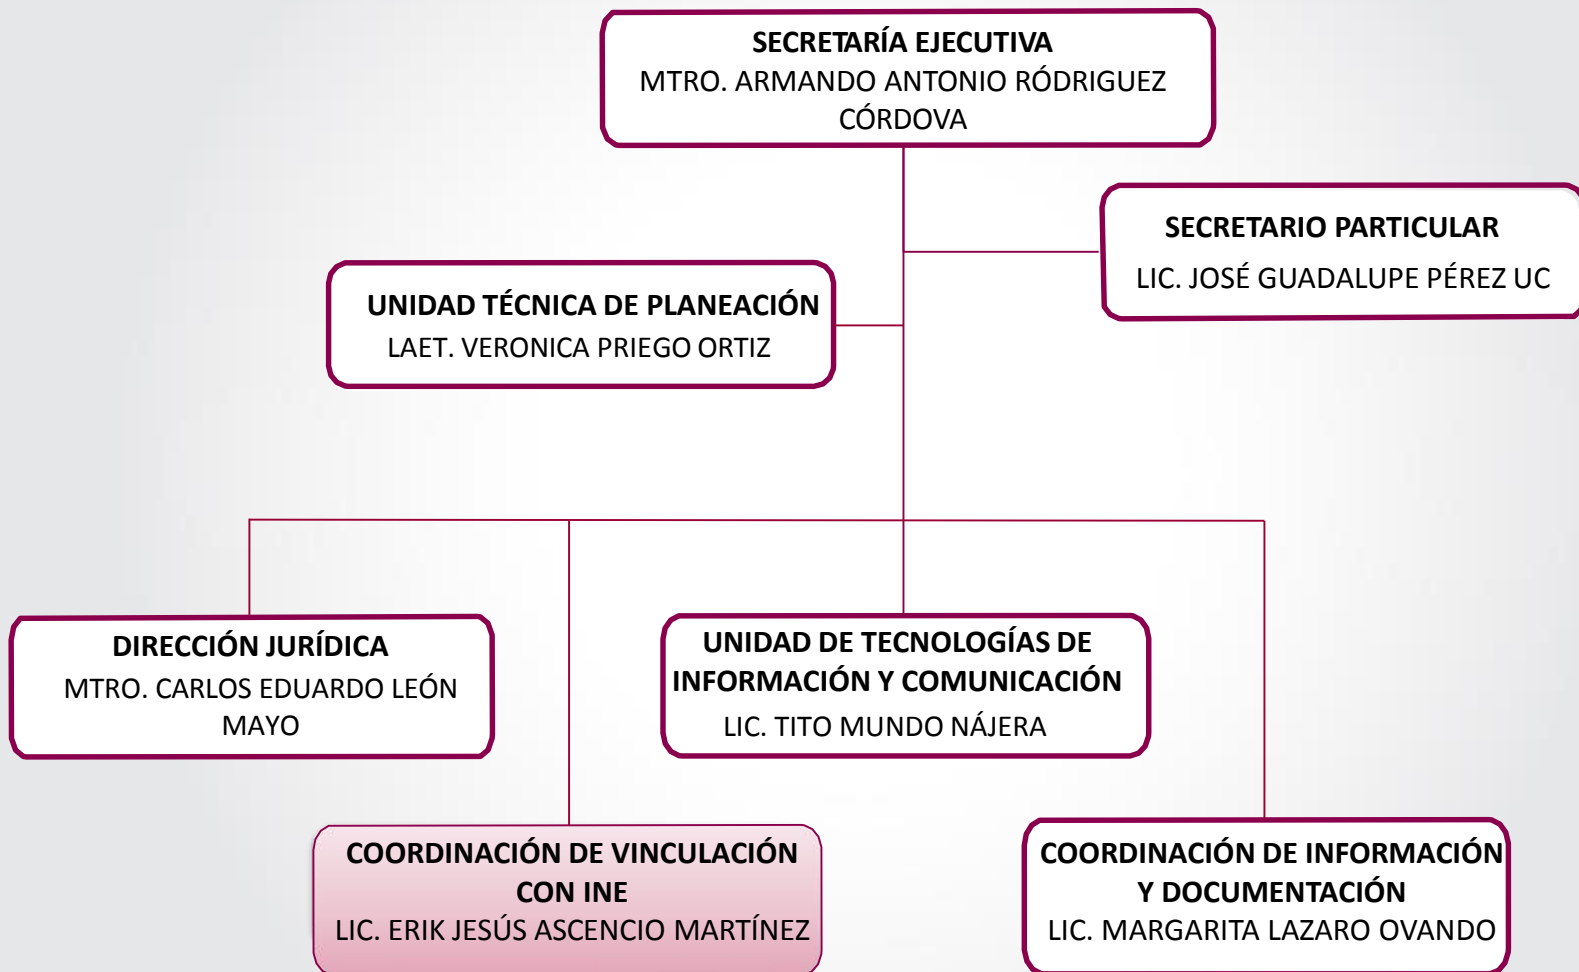 SECRETARÍA EJECUTIVA
MTRO. ARMANDO ANTONIO RÓDRIGUEZ
CÓRDOVA
SECRETARIO PARTICULAR
LIC. JOSÉ GUADALUPE PÉREZ UC
UNIDAD TÉCNICA DE PLANEACIÓN
LAET. VERONICA PRIEGO ORTIZ
DIRECCIÓN JURÍDICA
MTRO. CARLOS EDUARDO LEÓN
MAYO
UNIDAD DE TECNOLOGÍAS DE
INFORMACIÓN Y COMUNICACIÓN
LIC. TITO MUNDO NÁJERA
COORDINACIÓN DE VINCULACIÓN
CON INE
LIC. ERIK JESÚS ASCENCIO MARTÍNEZ
COORDINACIÓN DE INFORMACIÓN
Y DOCUMENTACIÓN
LIC. MARGARITA LAZARO OVANDO